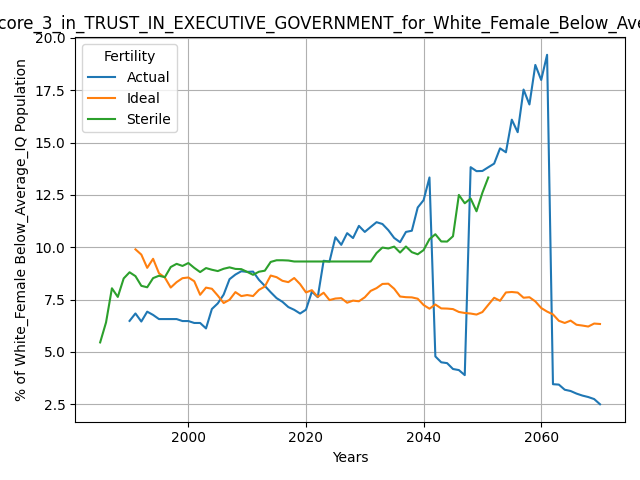 core_3_in_TRUST_IN_EXECUTIVE_GOVERNMENT_for_White_Female_Below_Ave
20.0
17.5
15.0
12.5
10.0
7.5
5.0
2.5
% of White_Female Below_Average_IQ Population
Fertility
Actual
Ideal
Sterile
2000
2020
2040
2060
Years